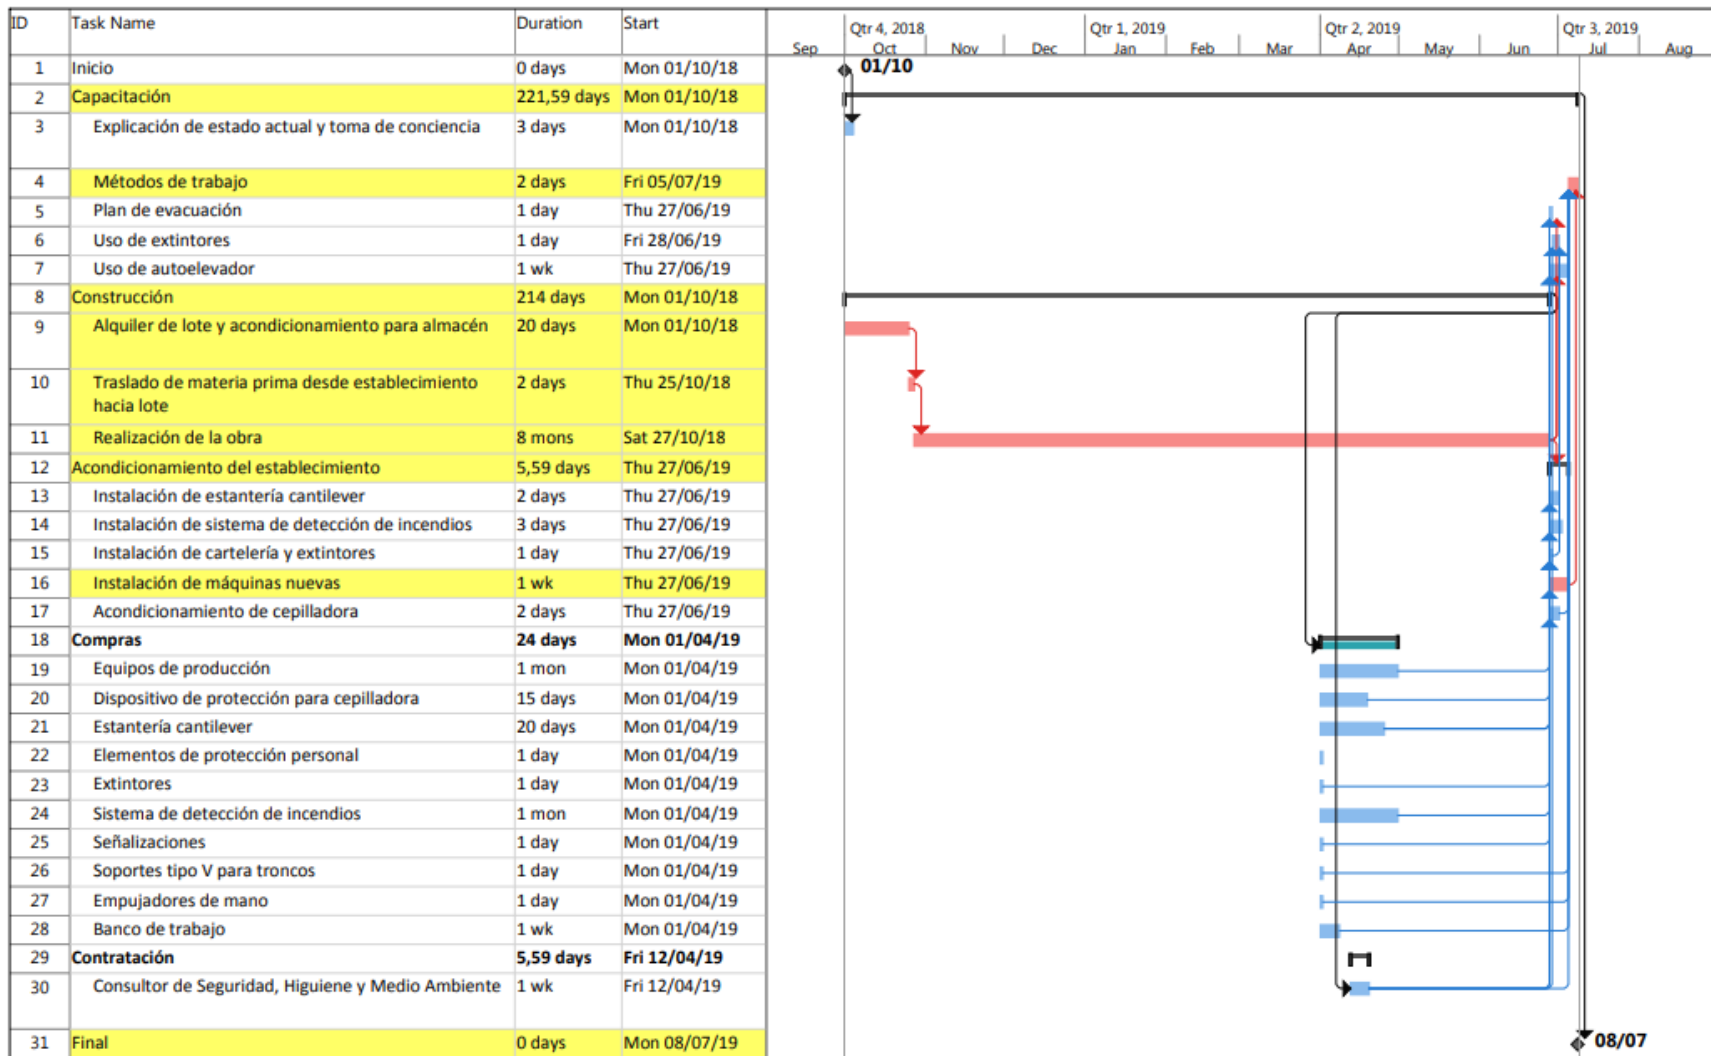 ID Task Name Duration Start
Qtr 4, 2018 Qtr 1, 2019 Qtr 2, 2019 Qtr 3, 2019
Sep Oct Nov Dec Jan Feb Mar Apr May Jun Jul Aug
1 Inicio 0 days Mon 01/10/18 01/10
2 Capacitación 221,59 days Mon 01/10/18
3 Explicación de estado actual y toma de conciencia 3 days Mon 01/10/18
4 Métodos de trabajo 2 days Fri 05/07/19
5 Plan de evacuación 1 day Thu 27/06/19
6 Uso de extintores 1 day Fri 28/06/19
7 Uso de autoelevador 1 wk Thu 27/06/19
8 Construcción 214 days Mon 01/10/18
9 Alquiler de lote y acondicionamiento para almacén 20 days Mon 01/10/18
10 Traslado de materia prima desde establecimiento 2 days Thu 25/10/18
hacia lote
11 Realización de la obra 8 mons Sat 27/10/18
12 Acondicionamiento del establecimiento 5,59 days Thu 27/06/19
13 Instalación de estantería cantilever 2 days Thu 27/06/19
14 Instalación de sistema de detección de incendios 3 days Thu 27/06/19
15 Instalación de cartelería y extintores 1 day Thu 27/06/19
16 Instalación de máquinas nuevas 1 wk Thu 27/06/19
17 Acondicionamiento de cepilladora 2 days Thu 27/06/19
18 Compras 24 days Mon 01/04/19
19 Equipos de producción 1 mon Mon 01/04/19
20 Dispositivo de protección para cepilladora 15 days Mon 01/04/19
21 Estantería cantilever 20 days Mon 01/04/19
22 Elementos de protección personal 1 day Mon 01/04/19
23 Extintores 1 day Mon 01/04/19
24 Sistema de detección de incendios 1 mon Mon 01/04/19
25 Señalizaciones 1 day Mon 01/04/19
26 Soportes tipo V para troncos 1 day Mon 01/04/19
27 Empujadores de mano 1 day Mon 01/04/19
28 Banco de trabajo 1 wk Mon 01/04/19
29 Contratación 5,59 days Fri 12/04/19
30 Consultor de Seguridad, Higuiene y Medio Ambiente 1 wk Fri 12/04/19
31 Final 0 days Mon 08/07/19 08/07